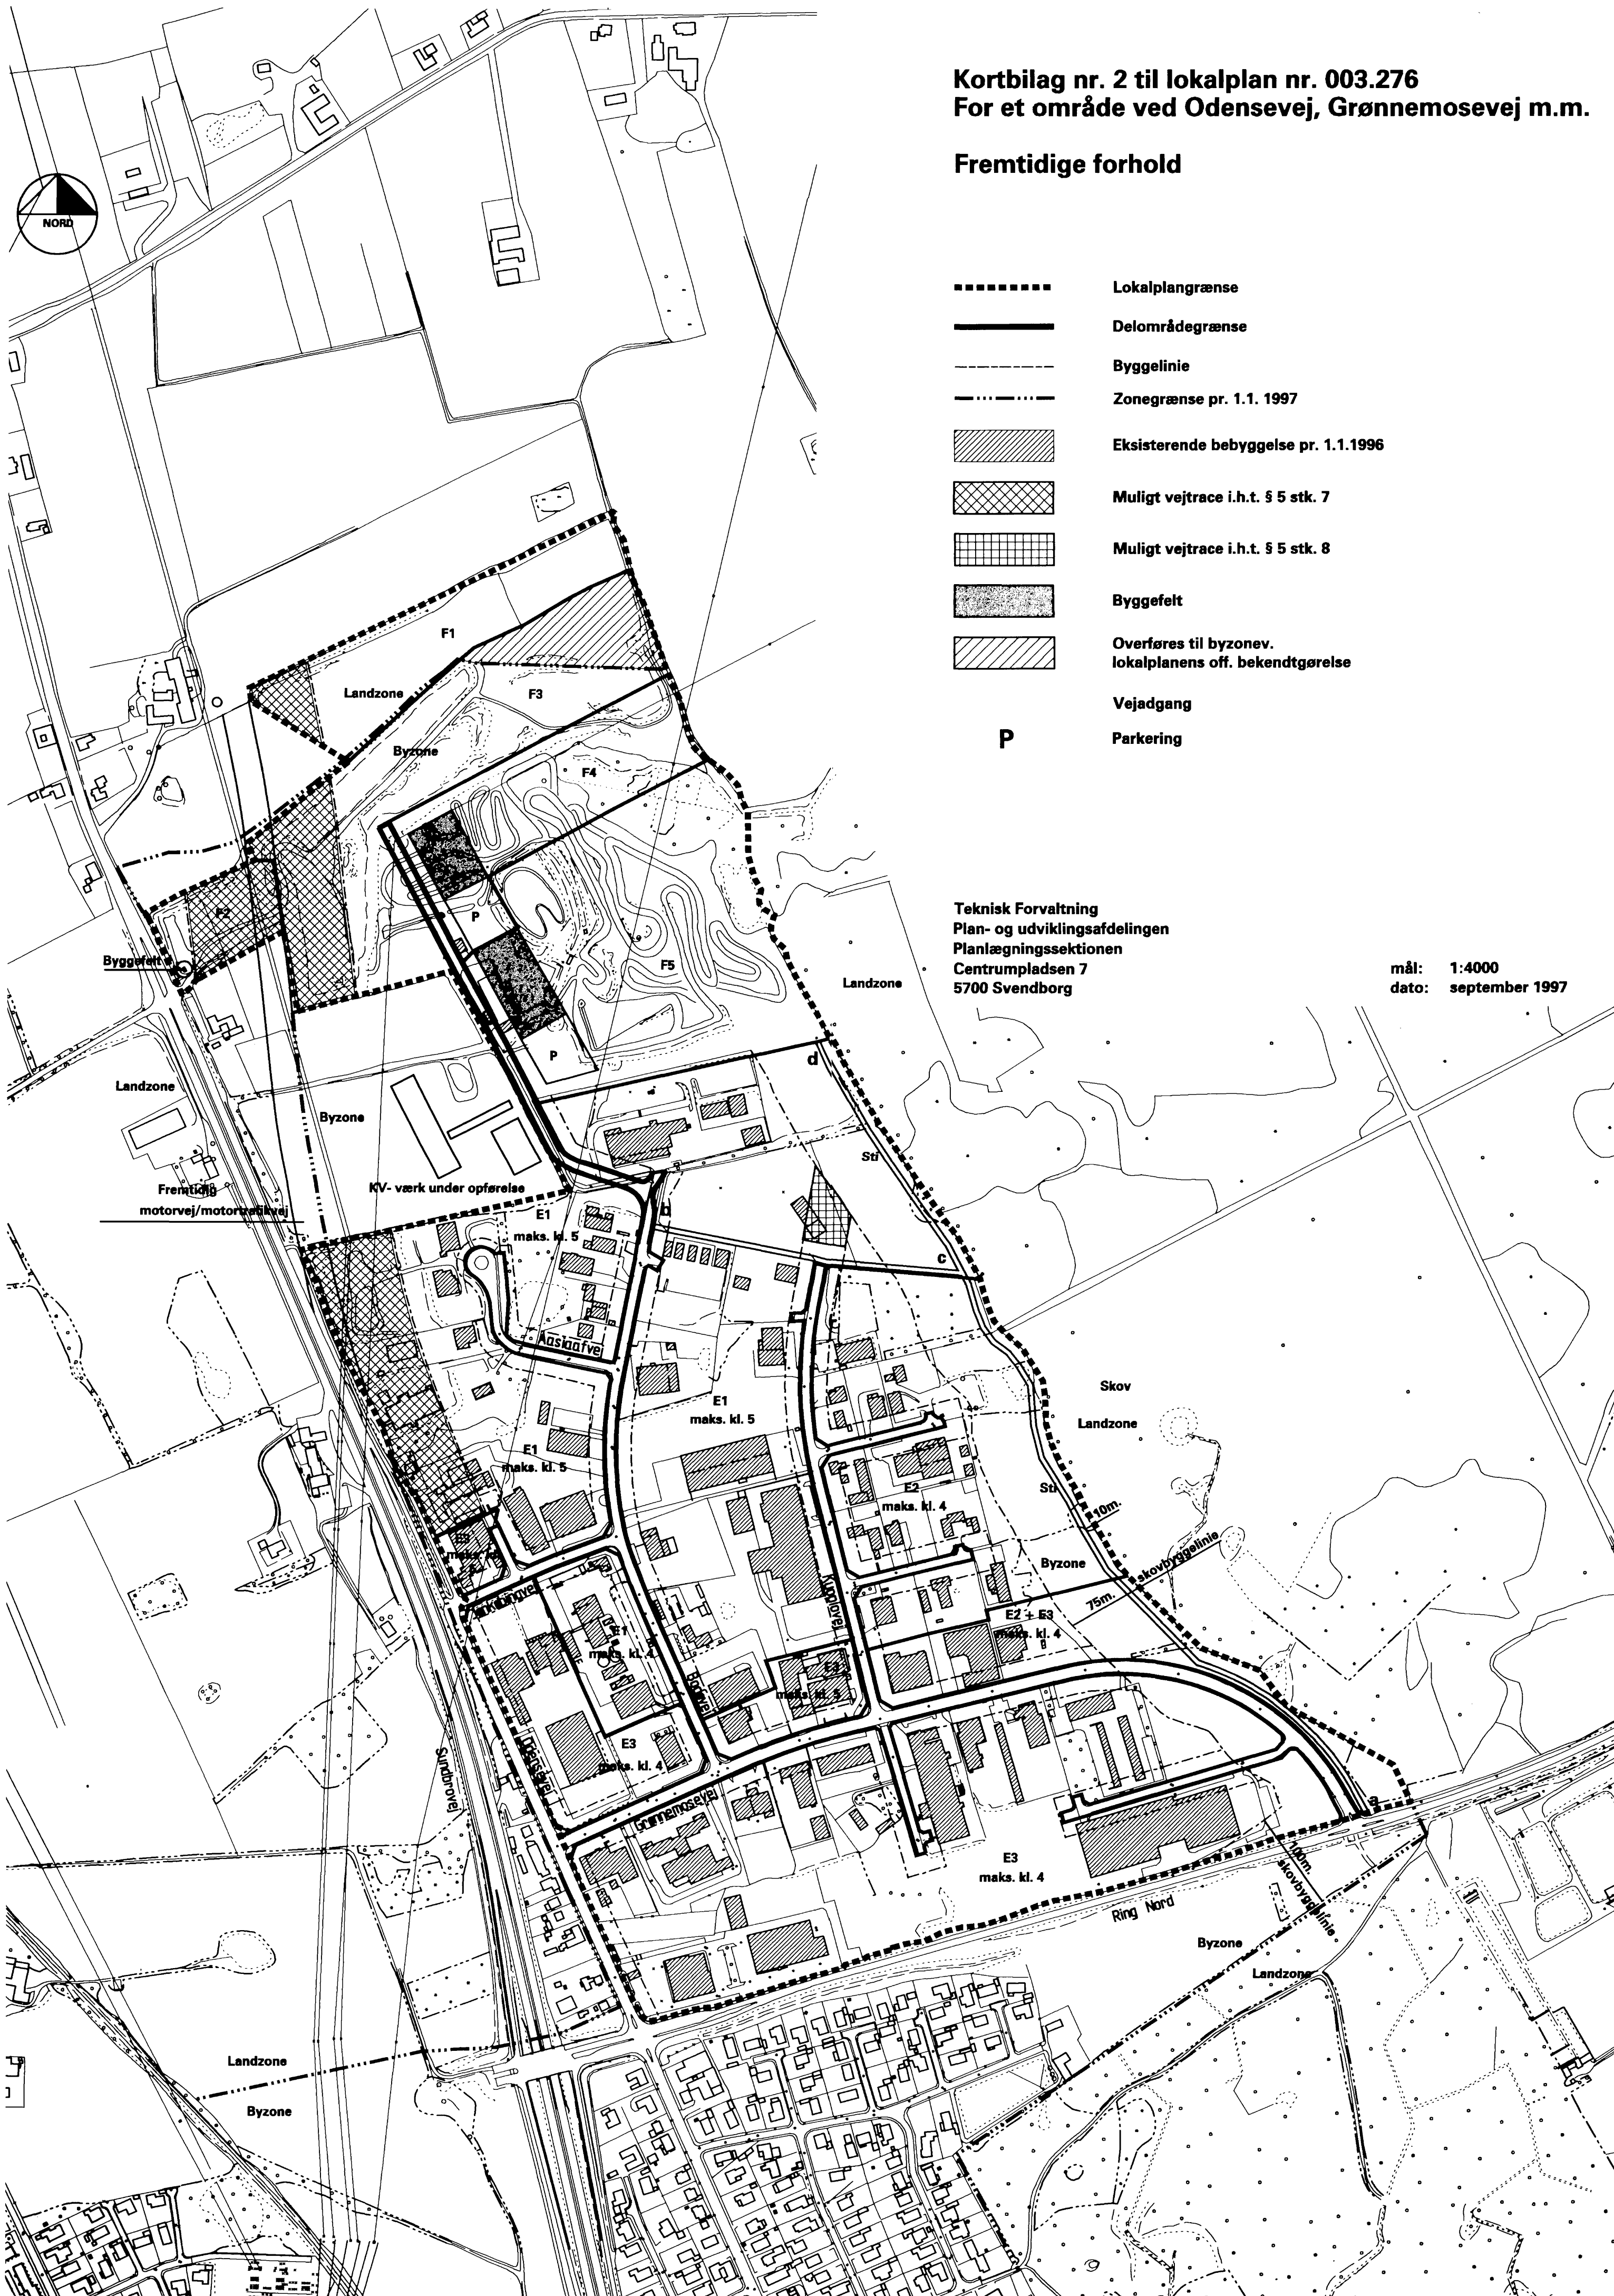 Kortbilag nr. 2 til lokalplan nr. 003.276
For et område ved Odensevej, Grønnemosevej m.m.
Fremtidige forhold
NORD
Lokalplangrænse
Delområdegrænse
Byggelinie
Zonegrænse pr. 1.1. 1997
Eksisterende bebyggelse pr. 1.1.1996
Muligt vejtrace i.h.t. § 5 stk. 7
Muligt vejtrace i.h.t. § 5 stk. 8
Byggefelt
Overføres til byzonev.
lokalplanens off. bekendtgørelse
Vejadgang
P
Parkering
Teknisk Forvaltning
Plan- og udviklingsafdelingen
Planlægningssektionen
Centrumpladsen 7
5700 Svendborg
mål: 1:4000
dato: september 1997
F1
Landzone
F3
Byzone
F4
F2
P
Byggefelt
F5
Landzone
P
d
Landzone
Byzone
Sti
Fremtidig
motorvej/motortrafikvej
KV- værk under opførelse
E1
maks. kl. 5
b
c
E1
maks. kl. 5
Skov
Landzone
E1
maks. kl. 5
E2
maks. kl. 4
Sti
10m.
Byzone
skovbyggelinie
75m.
E2 + E3
maks. kl. 4
E1
maks. kl. 4
E3
maks. kl. 5
E3
maks. kl. 4
Sundbrovej
Grønnemosevej
a
E3
maks. kl. 4
100m.
skovbyggelinie
Ring Nord
Byzone
Landzone
Landzone
Byzone